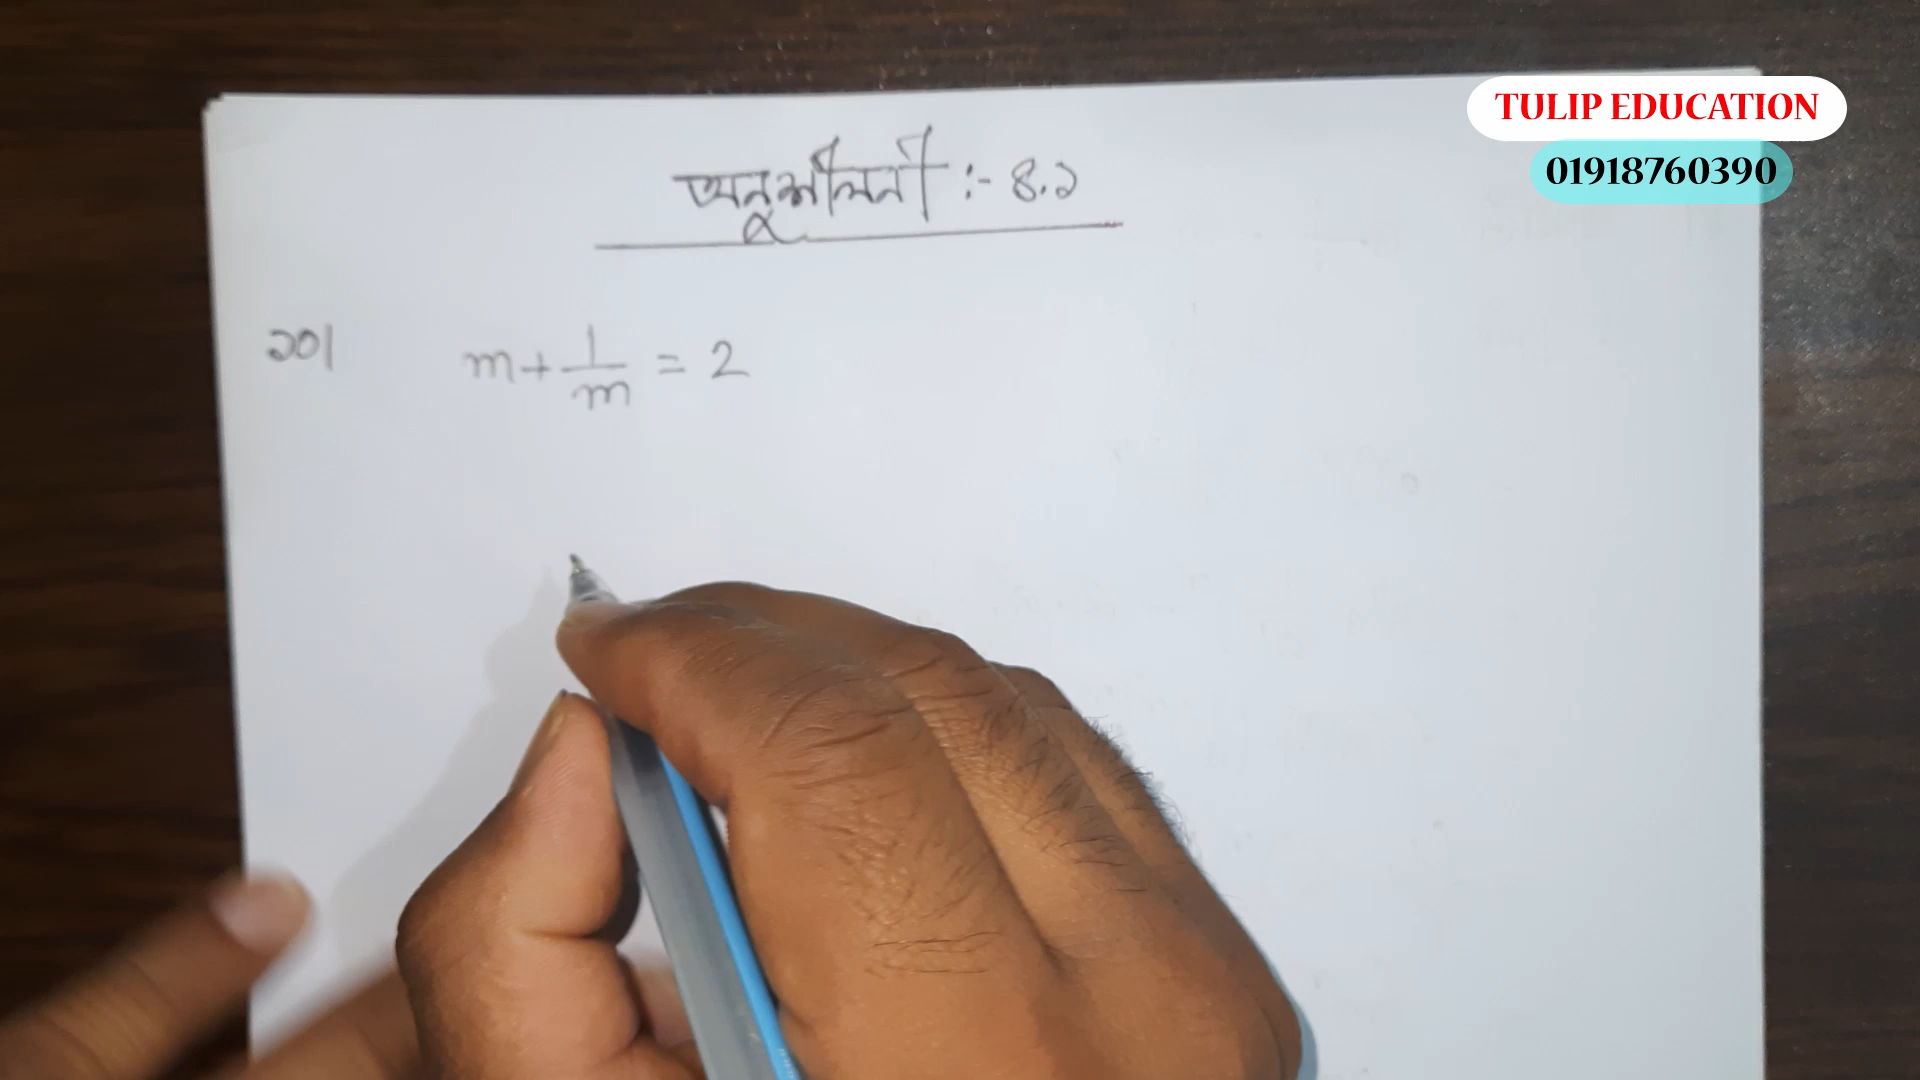 TULIP EDUCATION
01918760390
অনুশীলনী :- ৪.১
১০। m + 1/m = 2